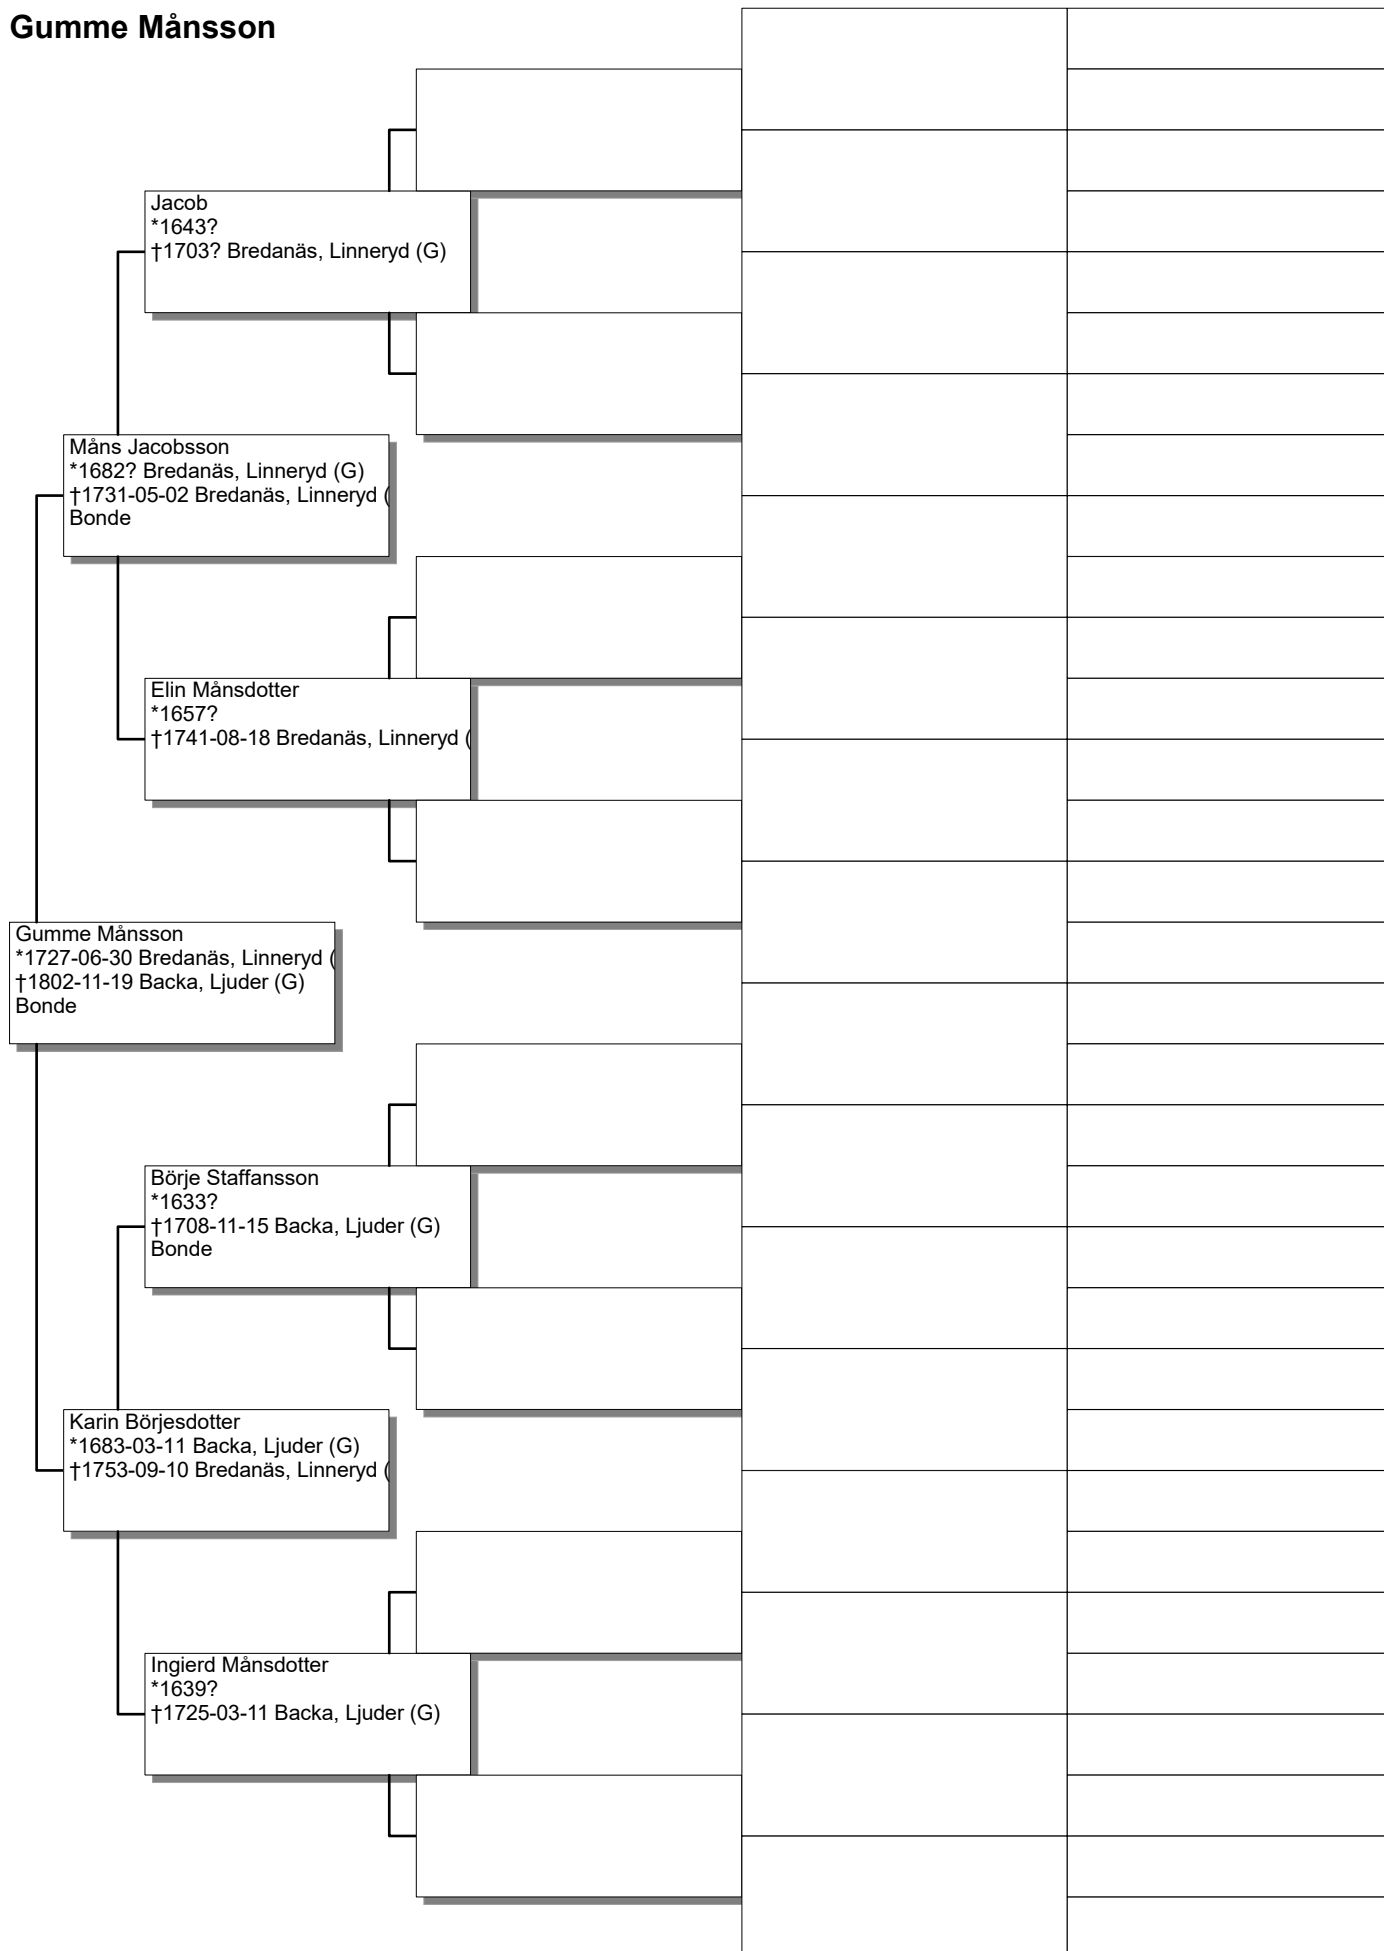 Gumme Månsson
Jacob
*1643?
†1703? Bredanäs, Linneryd (G)
Måns Jacobsson
*1682? Bredanäs, Linneryd (G)
†1731-05-02 Bredanäs, Linneryd (
Bonde
Elin Månsdotter
*1657?
†1741-08-18 Bredanäs, Linneryd (
Gumme Månsson
*1727-06-30 Bredanäs, Linneryd (
†1802-11-19 Backa, Ljuder (G)
Bonde
Börje Staffansson
*1633?
†1708-11-15 Backa, Ljuder (G)
Bonde
Karin Börjesdotter
*1683-03-11 Backa, Ljuder (G)
†1753-09-10 Bredanäs, Linneryd (
Ingierd Månsdotter
*1639?
†1725-03-11 Backa, Ljuder (G)